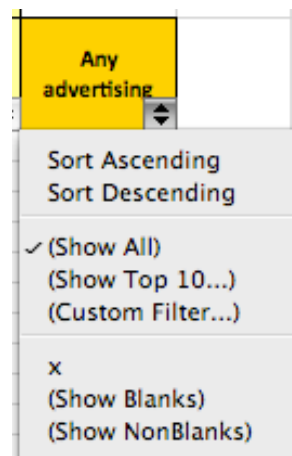 Any
advertising
Sort Ascending
Sort Descending
(Show All)
(Show Top 10...)
(Custom Filter...)
x
(Show Blanks)
(Show NonBlanks)